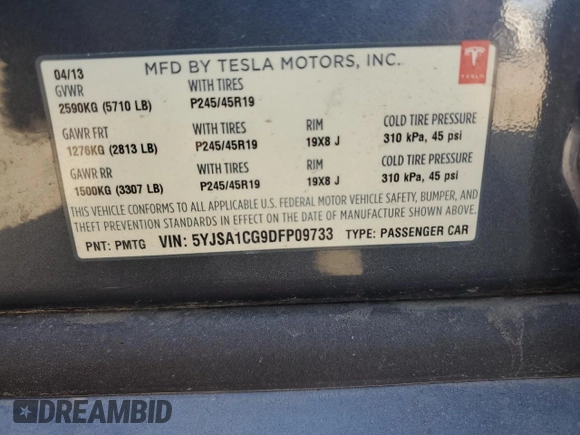 04/13 MFD BY TESLA MOTORS, INC. TESLA
GVWR WITH TIRES
2590KG (5710 LB) P245/45R19
GAWR FRT WITH TIRES RIM COLD TIRE PRESSURE
1276KG (2813 LB) P245/45R19 19X8 J 310 kPa, 45 psi
GAWR RR WITH TIRES RIM COLD TIRE PRESSURE
1500KG (3307 LB) P245/45R19 19X8 J 310 kPa, 45 psi
THIS VEHICLE CONFORMS TO ALL APPLICABLE U.S. FEDERAL MOTOR VEHICLE SAFETY, BUMPER, AND
THEFT PREVENTION STANDARDS IN EFFECT ON THE DATE OF MANUFACTURE SHOWN ABOVE.
PNT: PMTG VIN: 5YJSA1CG9DFP09733 TYPE: PASSENGER CAR
DREAMBID